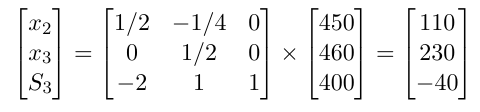 [x₂] = [1/2 −1/4 0] × [450] = [110]
[x₃] = [0 1/2 0] × [460] = [230]
[S₃] = [−2 1 1] × [400] = [−40]